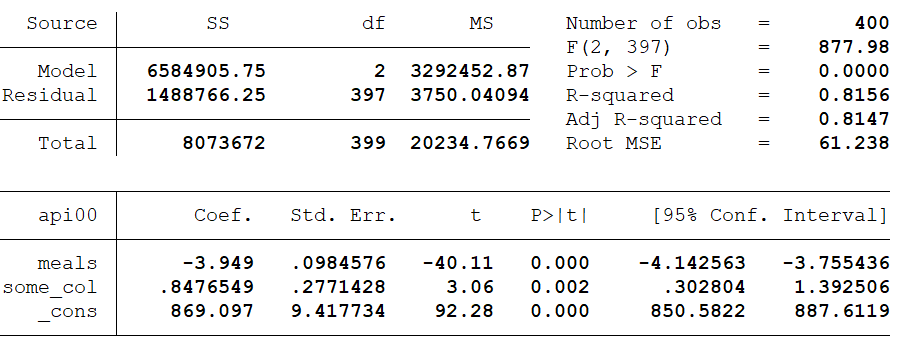 Source SS df MS Number of obs = 400
F(2, 397) = 877.98
Model 6584905.75 2 3292452.87 Prob > F = 0.0000
Residual 1488766.25 397 3750.04094 R-squared = 0.8156
Adj R-squared = 0.8147
Total 8073672 399 20234.7669 Root MSE = 61.238
api00 Coef. Std. Err. t P>|t| [95% Conf. Interval]
meals -3.949 .0984576 -40.11 0.000 -4.142563 -3.755436
some_col .8476549 .2771428 3.06 0.002 .302804 1.392506
_cons 869.097 9.417734 92.28 0.000 850.5822 887.6119